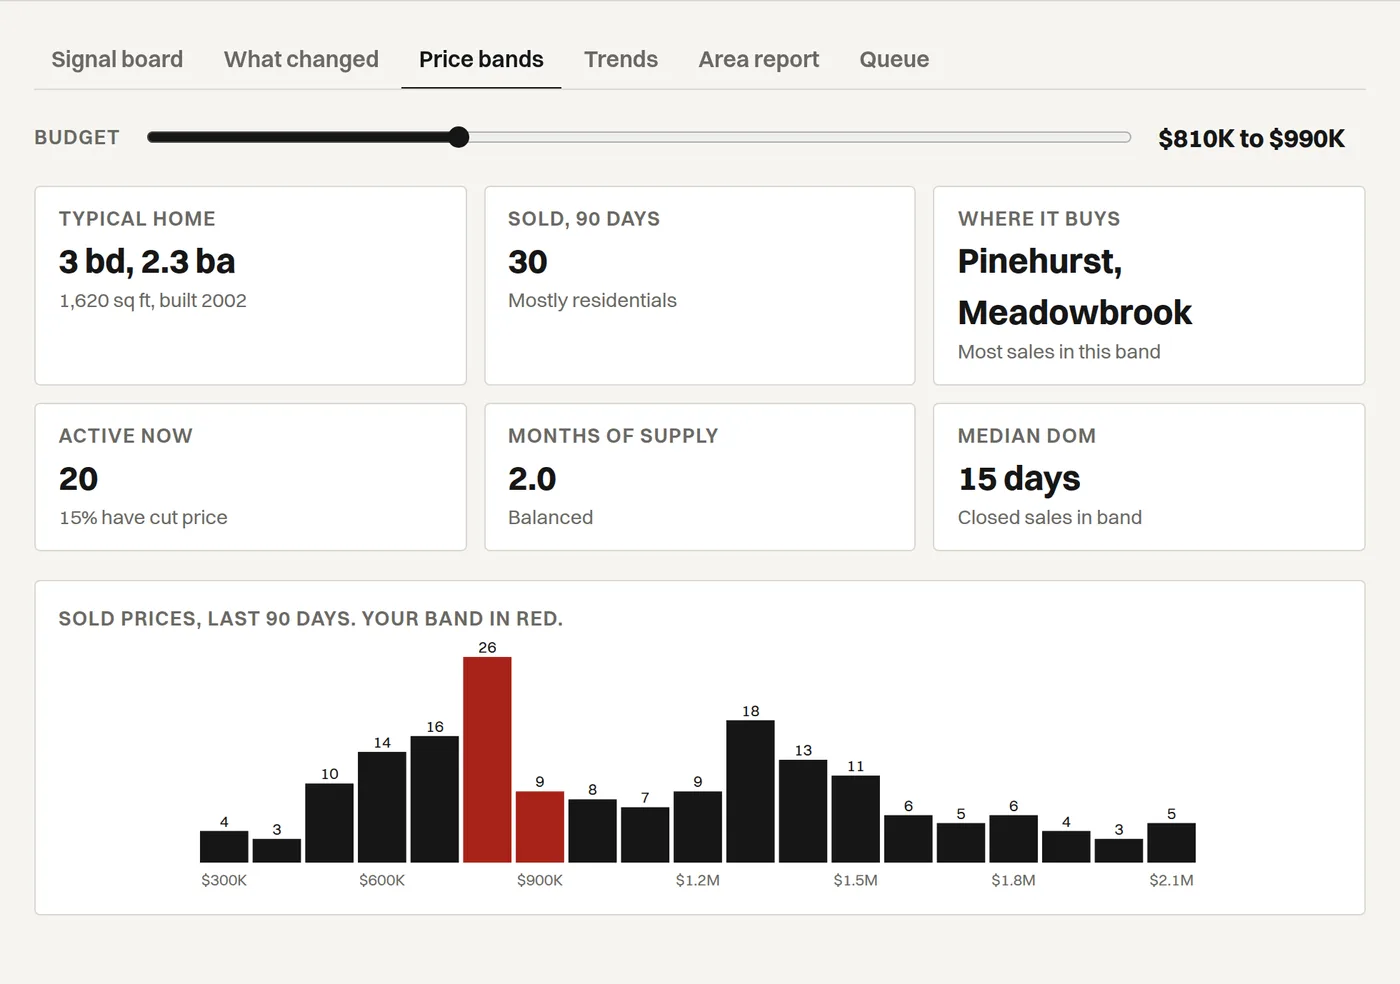 Signal board What changed Price bands Trends Area report Queue
BUDGET $810K to $990K
TYPICAL HOME
3 bd, 2.3 ba
1,620 sq ft, built 2002
SOLD, 90 DAYS
30
Mostly residentials
WHERE IT BUYS
Pinehurst,
Meadowbrook
Most sales in this band
ACTIVE NOW
20
15% have cut price
MONTHS OF SUPPLY
2.0
Balanced
MEDIAN DOM
15 days
Closed sales in band
SOLD PRICES, LAST 90 DAYS. YOUR BAND IN RED.
4 3 10 14 16 26 9 8 7 9 18 13 11 6 5 6 4 3 5
$300K $600K $900K $1.2M $1.5M $1.8M $2.1M